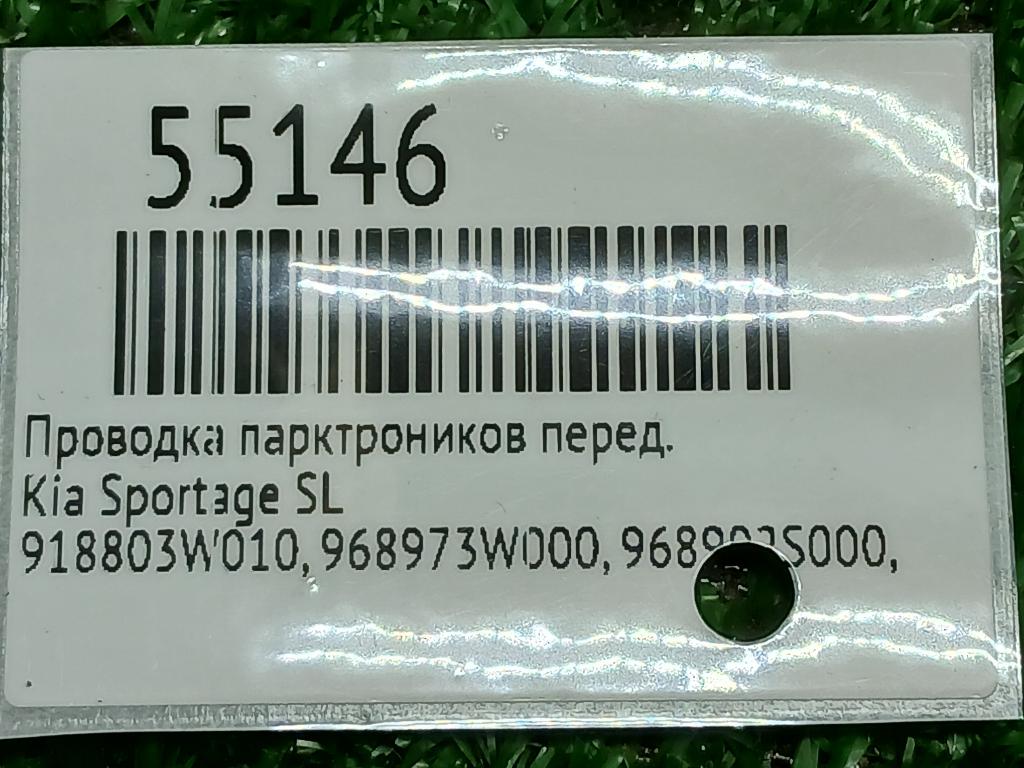 55146
Проводка парктроников перед.
Kia Sportage SL
918803W010, 968973W000,